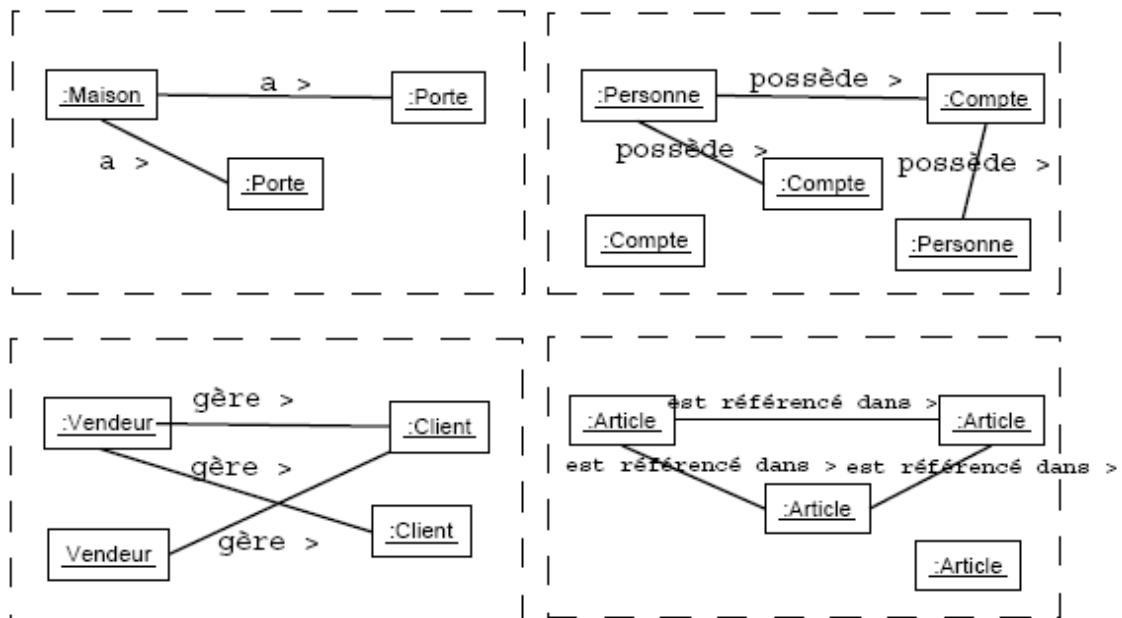 :Maison
a >
:Porte
a >
:Porte
:Personne
possède >
:Compte
possède >
possède >
:Compte
:Compte
:Personne
:Vendeur
gère >
:Client
gère >
:Client
Vendeur
gère >
:Article
est référencé dans >
:Article
est référencé dans >
est référencé dans >
:Article
:Article